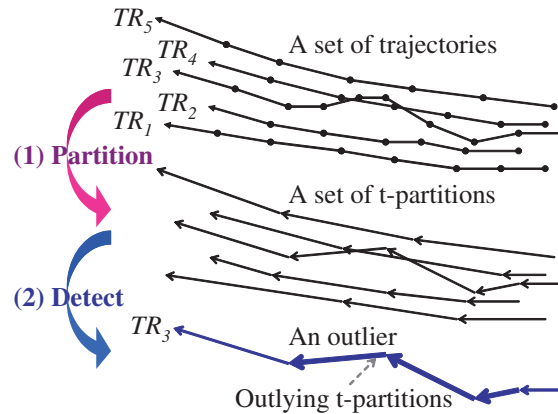 TR5
A set of trajectories
TR4
TR3
TR2
TR1
(1) Partition
A set of t-partitions
(2) Detect
TR3
An outlier
Outlying t-partitions